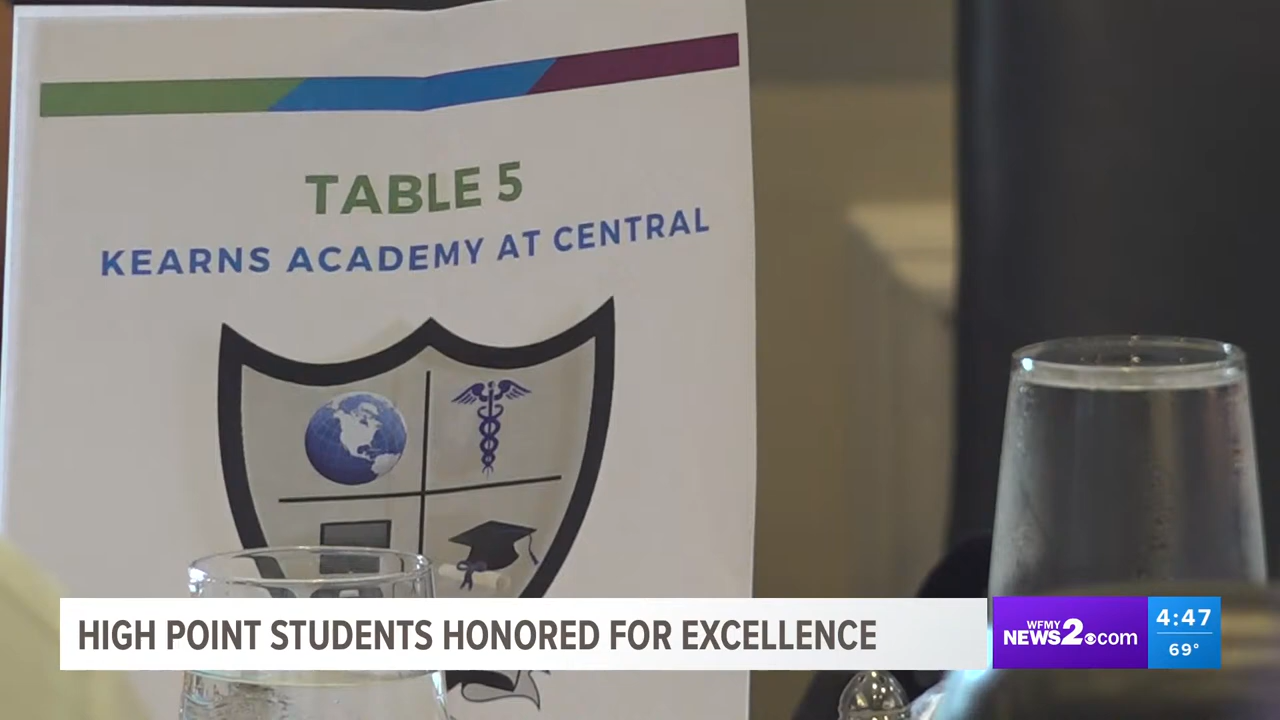 TABLE 5
KEARNS ACADEMY AT CENTRAL
HIGH POINT STUDENTS HONORED FOR EXCELLENCE
WFMY
NEWS2 com
4:47
69°